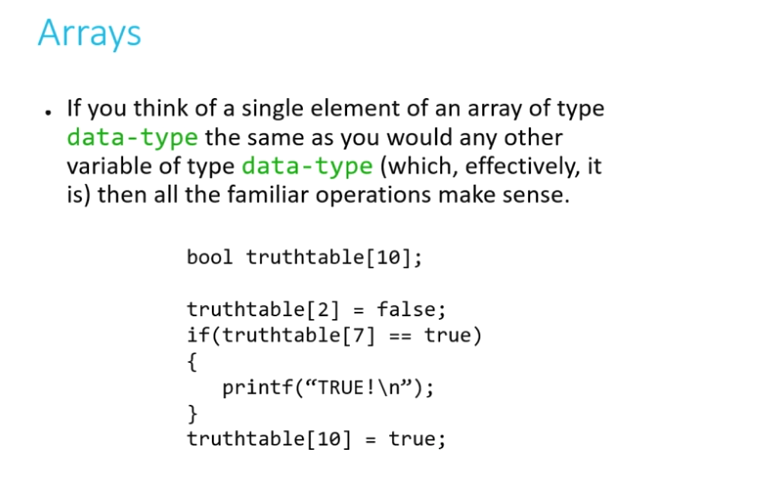 Arrays
• If you think of a single element of an array of type
data-type the same as you would any other
variable of type data-type (which, effectively, it
is) then all the familiar operations make sense.
bool truthtable[10];
truthtable[2] = false;
if(truthtable[7] == true)
{
printf(“TRUE!\n”);
}
truthtable[10] = true;